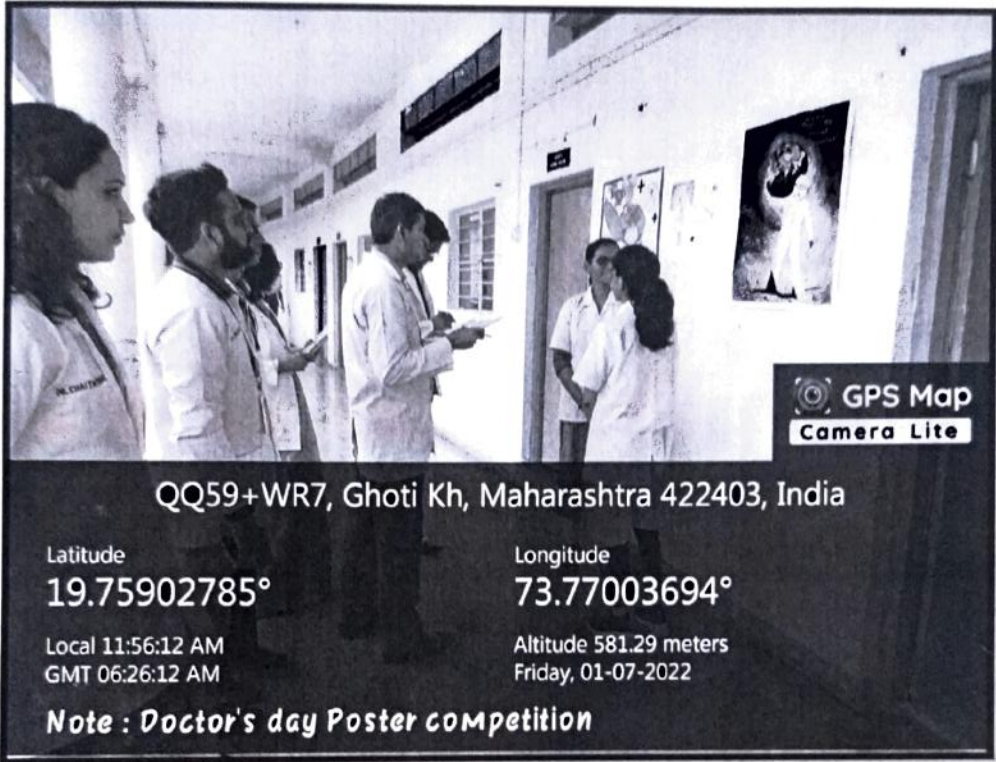 GPS Map
Camera Lite
QQ59+WR7, Ghoti Kh, Maharashtra 422403, India
Latitude
19.75902785°
Local 11:56:12 AM
GMT 06:26:12 AM
Longitude
73.77003694°
Altitude 581.29 meters
Friday, 01-07-2022
Note : Doctor's day Poster competition